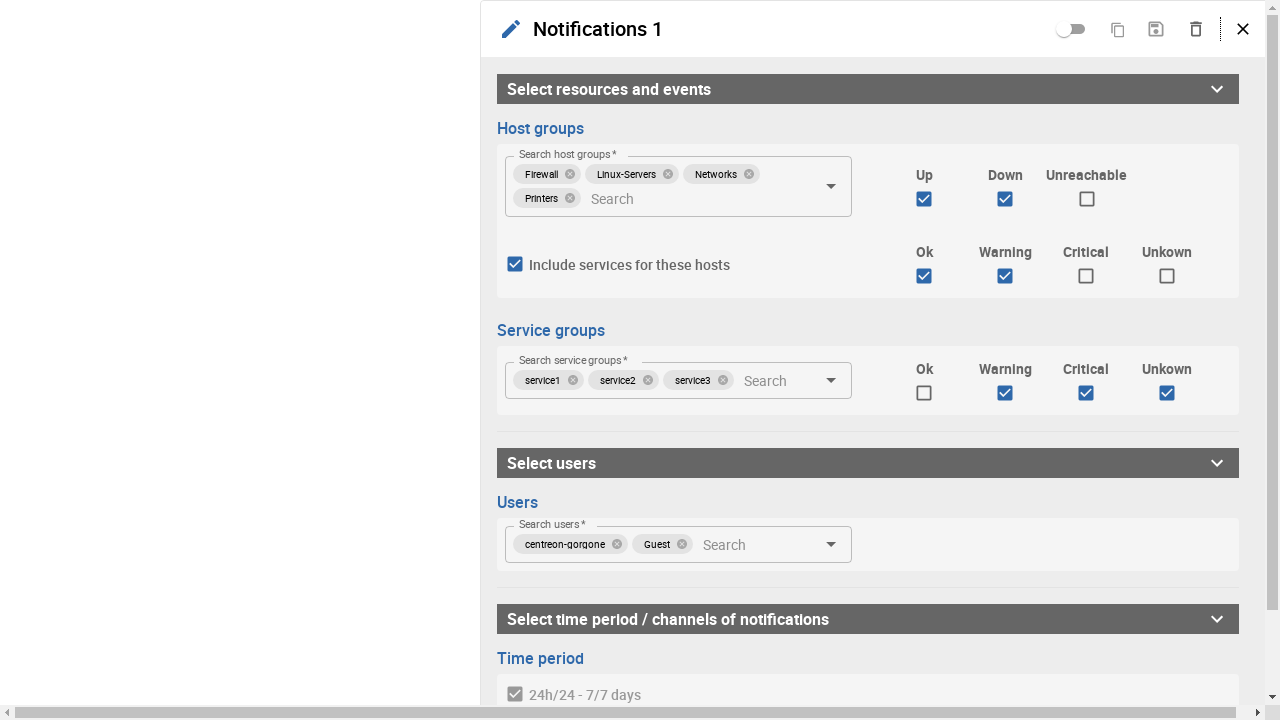 Notifications 1
Select resources and events
Host groups
Search host groups *
Firewall Linux-Servers Networks
Printers Search
Up Down Unreachable
Include services for these hosts
Ok Warning Critical Unkown
Service groups
Search service groups *
service1 service2 service3 Search
Ok Warning Critical Unkown
Select users
Users
Search users *
centreon-gorgone Guest Search
Select time period / channels of notifications
Time period
24h/24 - 7/7 days